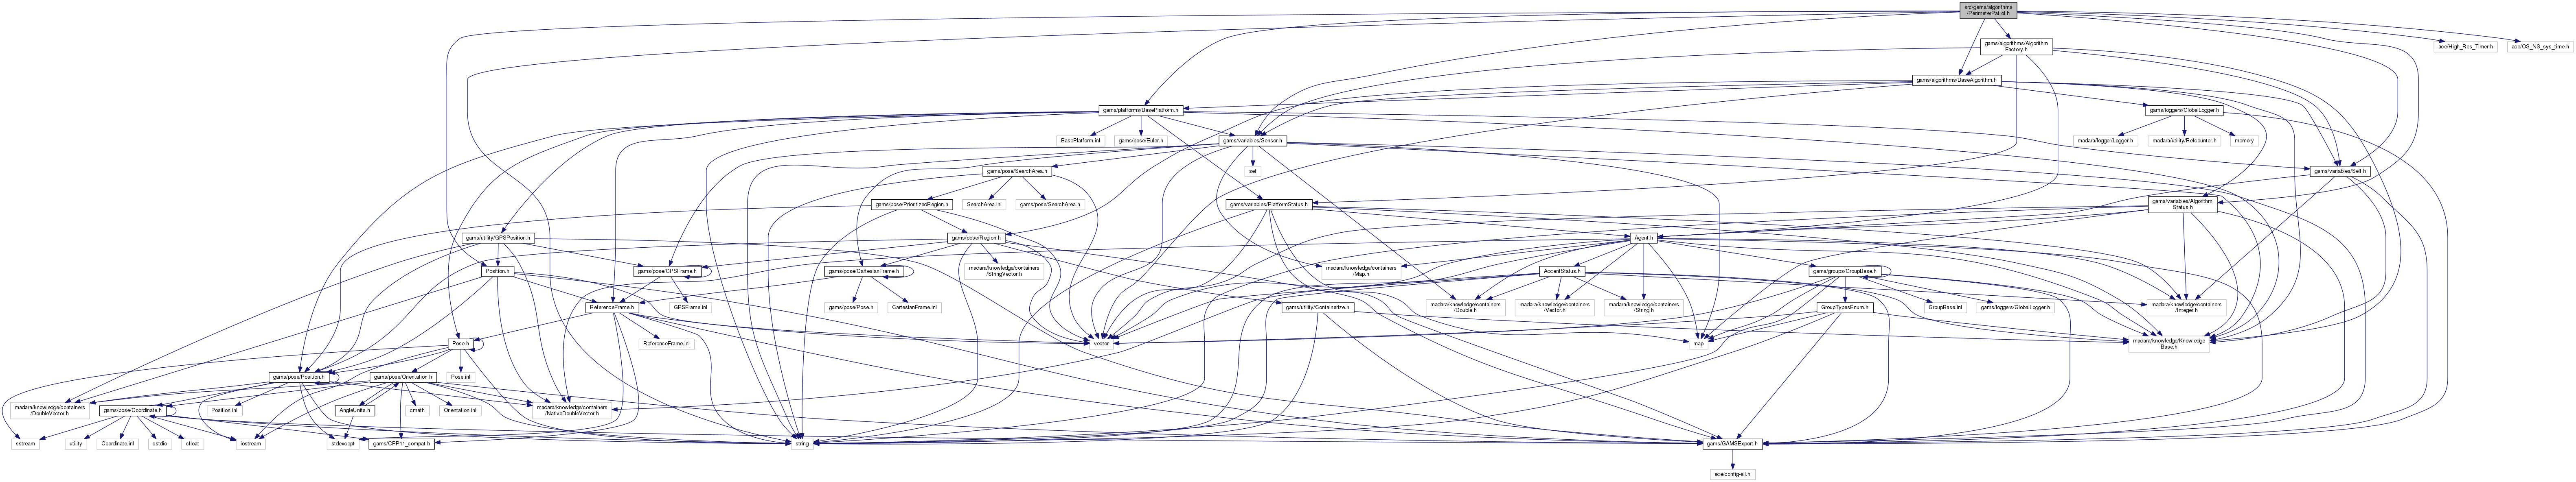 src/gams/algorithms
/PerimeterPatrol.h
gams/algorithms/Algorithm
Factory.h
ace/High_Res_Timer.h
ace/OS_NS_sys_time.h
gams/algorithms/BaseAlgorithm.h
gams/platforms/BasePlatform.h
gams/loggers/GlobalLogger.h
BasePlatform.inl
gams/pose/Euler.h
gams/variables/Sensor.h
madara/logger/Logger.h
madara/utility/Refcounter.h
memory
gams/pose/SearchArea.h
set
gams/variables/Self.h
gams/pose/PrioritizedRegion.h
SearchArea.inl
gams/pose/SearchArea.h
gams/variables/PlatformStatus.h
gams/variables/Algorithm
Status.h
gams/utility/GPSPosition.h
gams/pose/Region.h
Agent.h
Position.h
gams/pose/GPSFrame.h
gams/pose/CartesianFrame.h
madara/knowledge/containers
/StringVector.h
madara/knowledge/containers
/Map.h
AccentStatus.h
gams/groups/GroupBase.h
ReferenceFrame.h
GPSFrame.inl
gams/pose/Pose.h
CartesianFrame.inl
gams/utility/Containerize.h
madara/knowledge/containers
/Double.h
madara/knowledge/containers
/Vector.h
madara/knowledge/containers
/String.h
GroupTypesEnum.h
GroupBase.inl
gams/loggers/GlobalLogger.h
madara/knowledge/containers
/Integer.h
Pose.h
ReferenceFrame.inl
vector
map
madara/knowledge/Knowledge
Base.h
gams/pose/Position.h
gams/pose/Orientation.h
Pose.inl
madara/knowledge/containers
/DoubleVector.h
gams/pose/Coordinate.h
Position.inl
AngleUnits.h
cmath
Orientation.inl
madara/knowledge/containers
/NativeDoubleVector.h
sstream
utility
Coordinate.inl
cstdio
cfloat
iostream
stdexcept
gams/CPP11_compat.h
string
gams/GAMSExport.h
ace/config-all.h